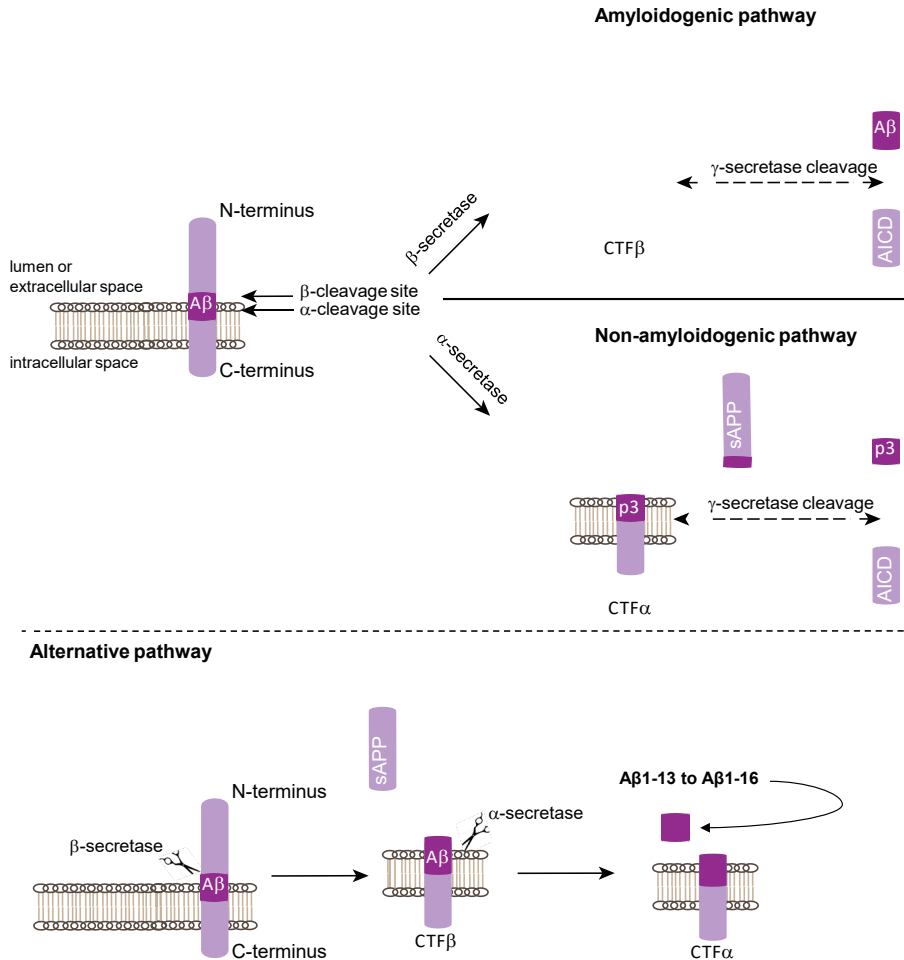 Amyloidogenic pathway
Aβ
γ-secretase cleavage
N-terminus
β-secretase
CTFβ
AICD
lumen or
extracellular space
Aβ
β-cleavage site
α-cleavage site
intracellular space
C-terminus
α-secretase
Non-amyloidogenic pathway
sAPP
p3
p3
γ-secretase cleavage
AICD
CTFα
Alternative pathway
sAPP
N-terminus
Aβ1-13 to Aβ1-16
α-secretase
β-secretase
Aβ
Aβ
CTFβ
C-terminus
CTFα